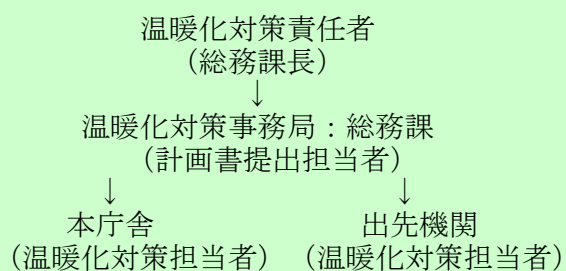 温暖化対策責任者
（総務課長）
↓
温暖化対策事務局：総務課
（計画書提出担当者）
↓ ↓
本庁舎 出先機関
（温暖化対策担当者） （温暖化対策担当者）